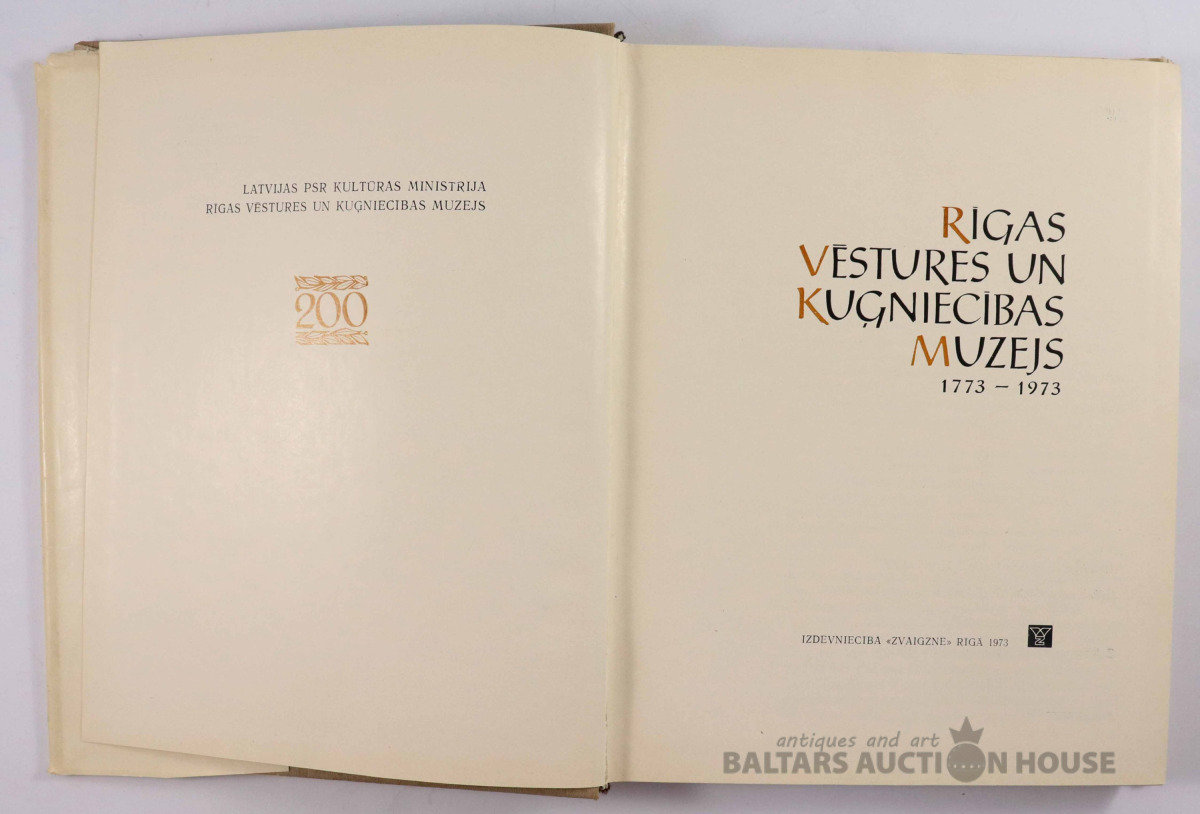 LATVIJAS PSR KULTŪRAS MINISTRIJA
RĪGAS VĒSTURES UN KUĢNIECĪBAS MUZEJS
200
RĪGAS
VĒSTURES UN
KUĢNIECĪBAS
MUZEJS
1773 — 1973
IZDEVNIECĪBA «ZVAIGZNE» RĪGĀ 1973
antiques and art
BALTARS AUCTION HOUSE